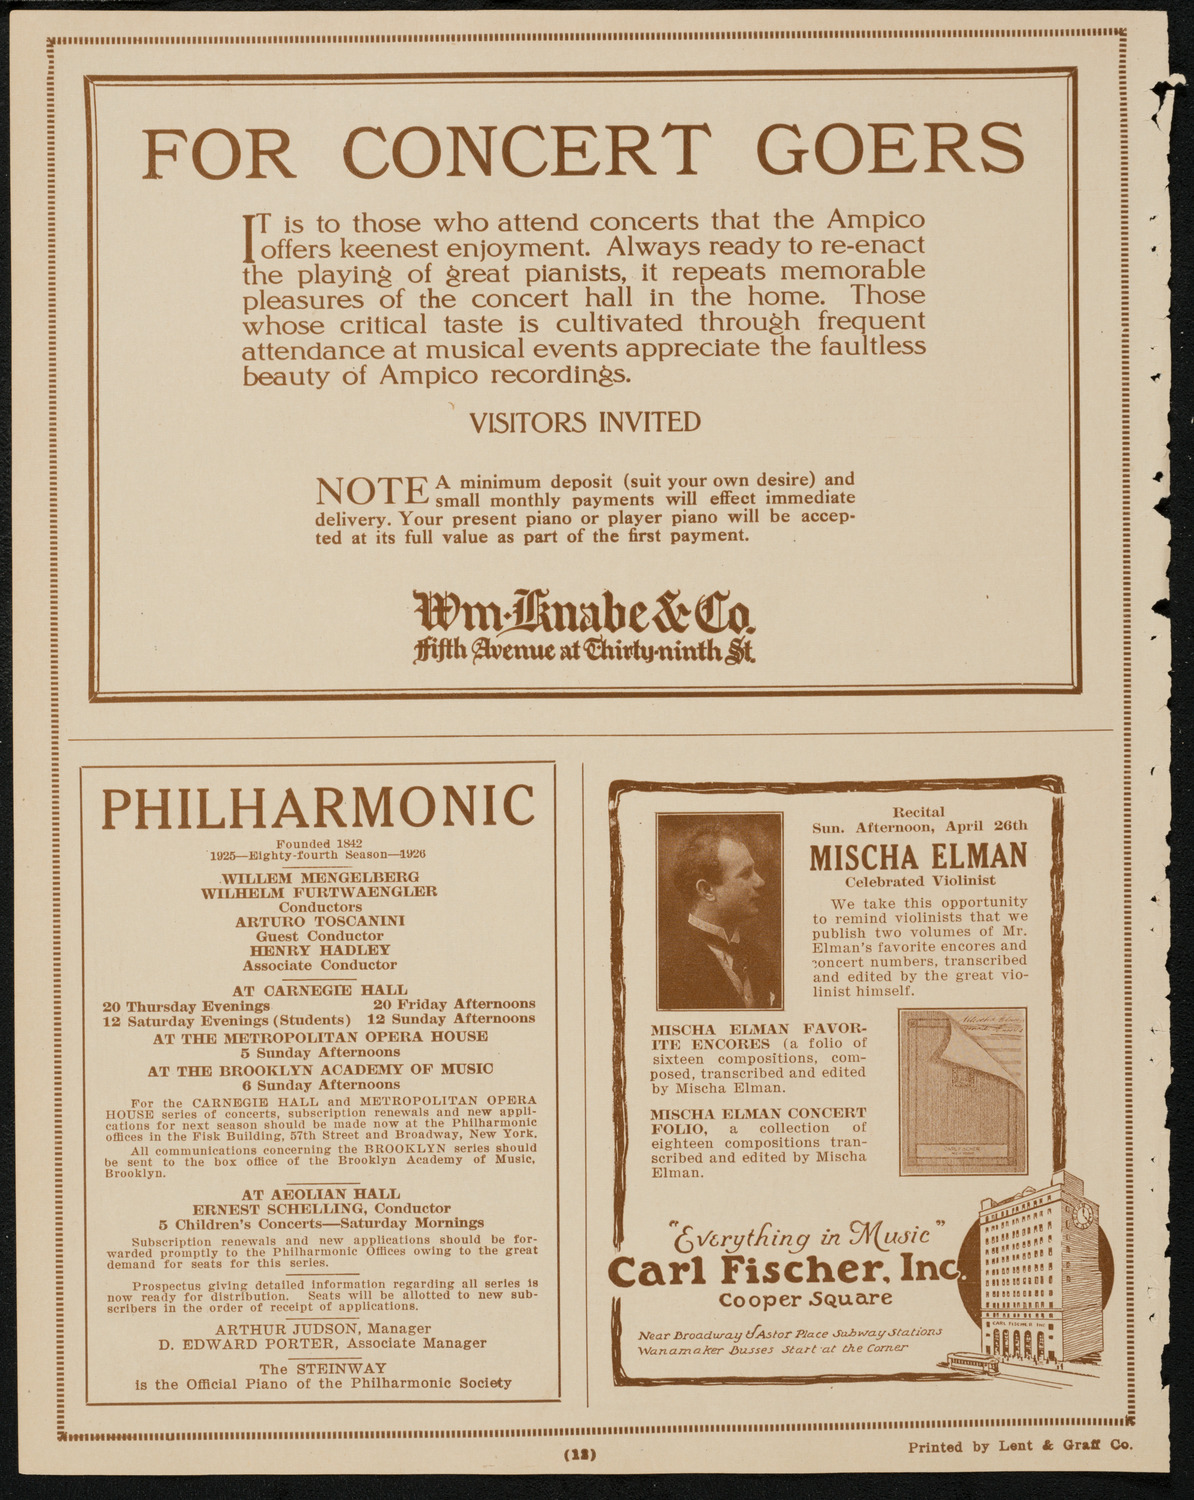 FOR CONCERT GOERS
IT is to those who attend concerts that the Ampico
offers keenest enjoyment. Always ready to re-enact
the playing of great pianists, it repeats memorable
pleasures of the concert hall in the home. Those
whose critical taste is cultivated through frequent
attendance at musical events appreciate the faultless
beauty of Ampico recordings.
VISITORS INVITED
NOTE A minimum deposit (suit your own desire) and
small monthly payments will effect immediate
delivery. Your present piano or player piano will be accep-
ted at its full value as part of the first payment.
Wm. Knabe & Co.
Fifth Avenue at Thirty-ninth St.
PHILHARMONIC
Founded 1842
1925—Eighty-fourth Season—1926
WILLEM MENGELBERG
WILHELM FURTWAENGLER
Conductors
ARTURO TOSCANINI
Guest Conductor
HENRY HADLEY
Associate Conductor
AT CARNEGIE HALL
20 Thursday Evenings 20 Friday Afternoons
12 Saturday Evenings (Students) 12 Sunday Afternoons
AT THE METROPOLITAN OPERA HOUSE
5 Sunday Afternoons
AT THE BROOKLYN ACADEMY OF MUSIC
6 Sunday Afternoons
For the CARNEGIE HALL and METROPOLITAN OPERA
HOUSE series of concerts, subscription renewals and new appli-
cations for next season should be made now at the Philharmonic
offices in the Fisk Building, 57th Street and Broadway, New York.
All communications concerning the BROOKLYN series should
be sent to the box office of the Brooklyn Academy of Music,
Brooklyn.
AT AEOLIAN HALL
ERNEST SCHELLING, Conductor
5 Children's Concerts—Saturday Mornings
Subscription renewals and new applications should be for-
warded promptly to the Philharmonic Offices owing to the great
demand for seats for this series.
Prospectus giving detailed information regarding all series is
now ready for distribution. Seats will be allotted to new sub-
scribers in the order of receipt of applications.
ARTHUR JUDSON, Manager
D. EDWARD PORTER, Associate Manager
The STEINWAY
is the Official Piano of the Philharmonic Society
Recital
Sun. Afternoon, April 26th
MISCHA ELMAN
Celebrated Violinist
We take this opportunity
to remind violinists that we
publish two volumes of Mr.
Elman's favorite encores and
concert numbers, transcribed
and edited by the great vio-
linist himself.
MISCHA ELMAN FAVOR-
ITE ENCORES (a folio of
sixteen compositions, com-
posed, transcribed and edited
by Mischa Elman.
MISCHA ELMAN CONCERT
FOLIO, a collection of
eighteen compositions tran-
scribed and edited by Mischa
Elman.
"Everything in Music"
Carl Fischer, Inc.
Cooper Square
CARL FISCHER INC
Near Broadway & Astor Place Subway Stations
Wanamaker Busses Start at the Corner
(12)
Printed by Lent & Graff Co.